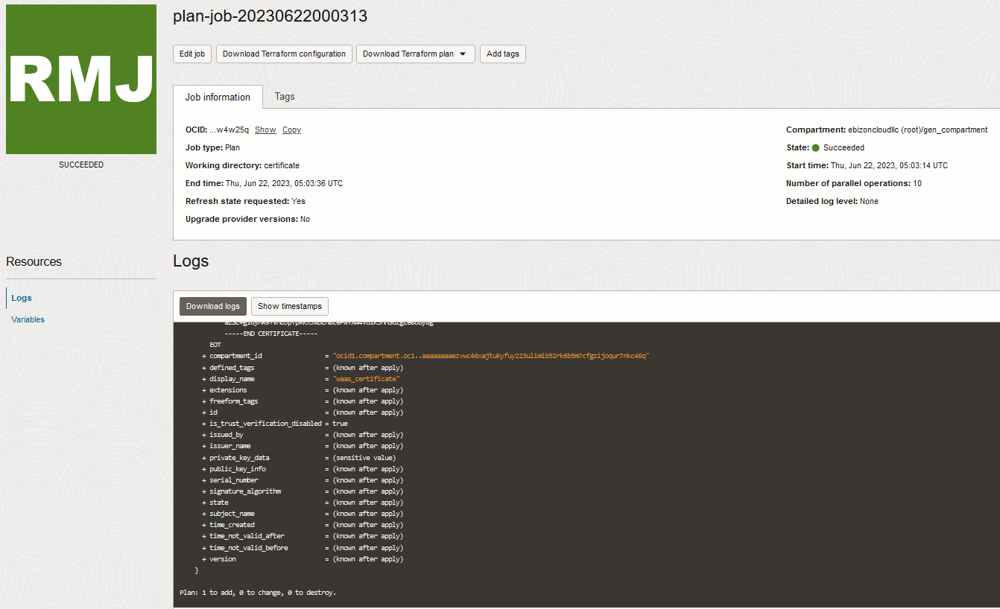 RMJ
SUCCEEDED
plan-job-20230622000313
Edit job
Download Terraform configuration
Download Terraform plan
Add tags
Job information
Tags
OCID: ...w4w25q Show Copy
Job type: Plan
Working directory: certificate
End time: Thu, Jun 22, 2023, 05:03:36 UTC
Refresh state requested: Yes
Upgrade provider versions: No
Compartment: ebizoncloudllc (root)/gen_compartment
State: Succeeded
Start time: Thu, Jun 22, 2023, 05:03:14 UTC
Number of parallel operations: 10
Detailed log level: None
Resources
Logs
Variables
Logs
Download logs
Show timestamps
-----END CERTIFICATE-----
EOT
+ compartment_id = "ocid1.compartment.oc1..aaaaaaaaezvwc46xajtukyfuy223ulimib52rk6b5m7cfgzijoqur7nkc46q"
+ defined_tags = (known after apply)
+ display_name = "waas_certificate"
+ extensions = (known after apply)
+ freeform_tags = (known after apply)
+ id = (known after apply)
+ is_trust_verification_disabled = true
+ issued_by = (known after apply)
+ issuer_name = (known after apply)
+ private_key_data = (sensitive value)
+ public_key_info = (known after apply)
+ serial_number = (known after apply)
+ signature_algorithm = (known after apply)
+ state = (known after apply)
+ subject_name = (known after apply)
+ time_created = (known after apply)
+ time_not_valid_after = (known after apply)
+ time_not_valid_before = (known after apply)
+ version = (known after apply)
}
Plan: 1 to add, 0 to change, 0 to destroy.